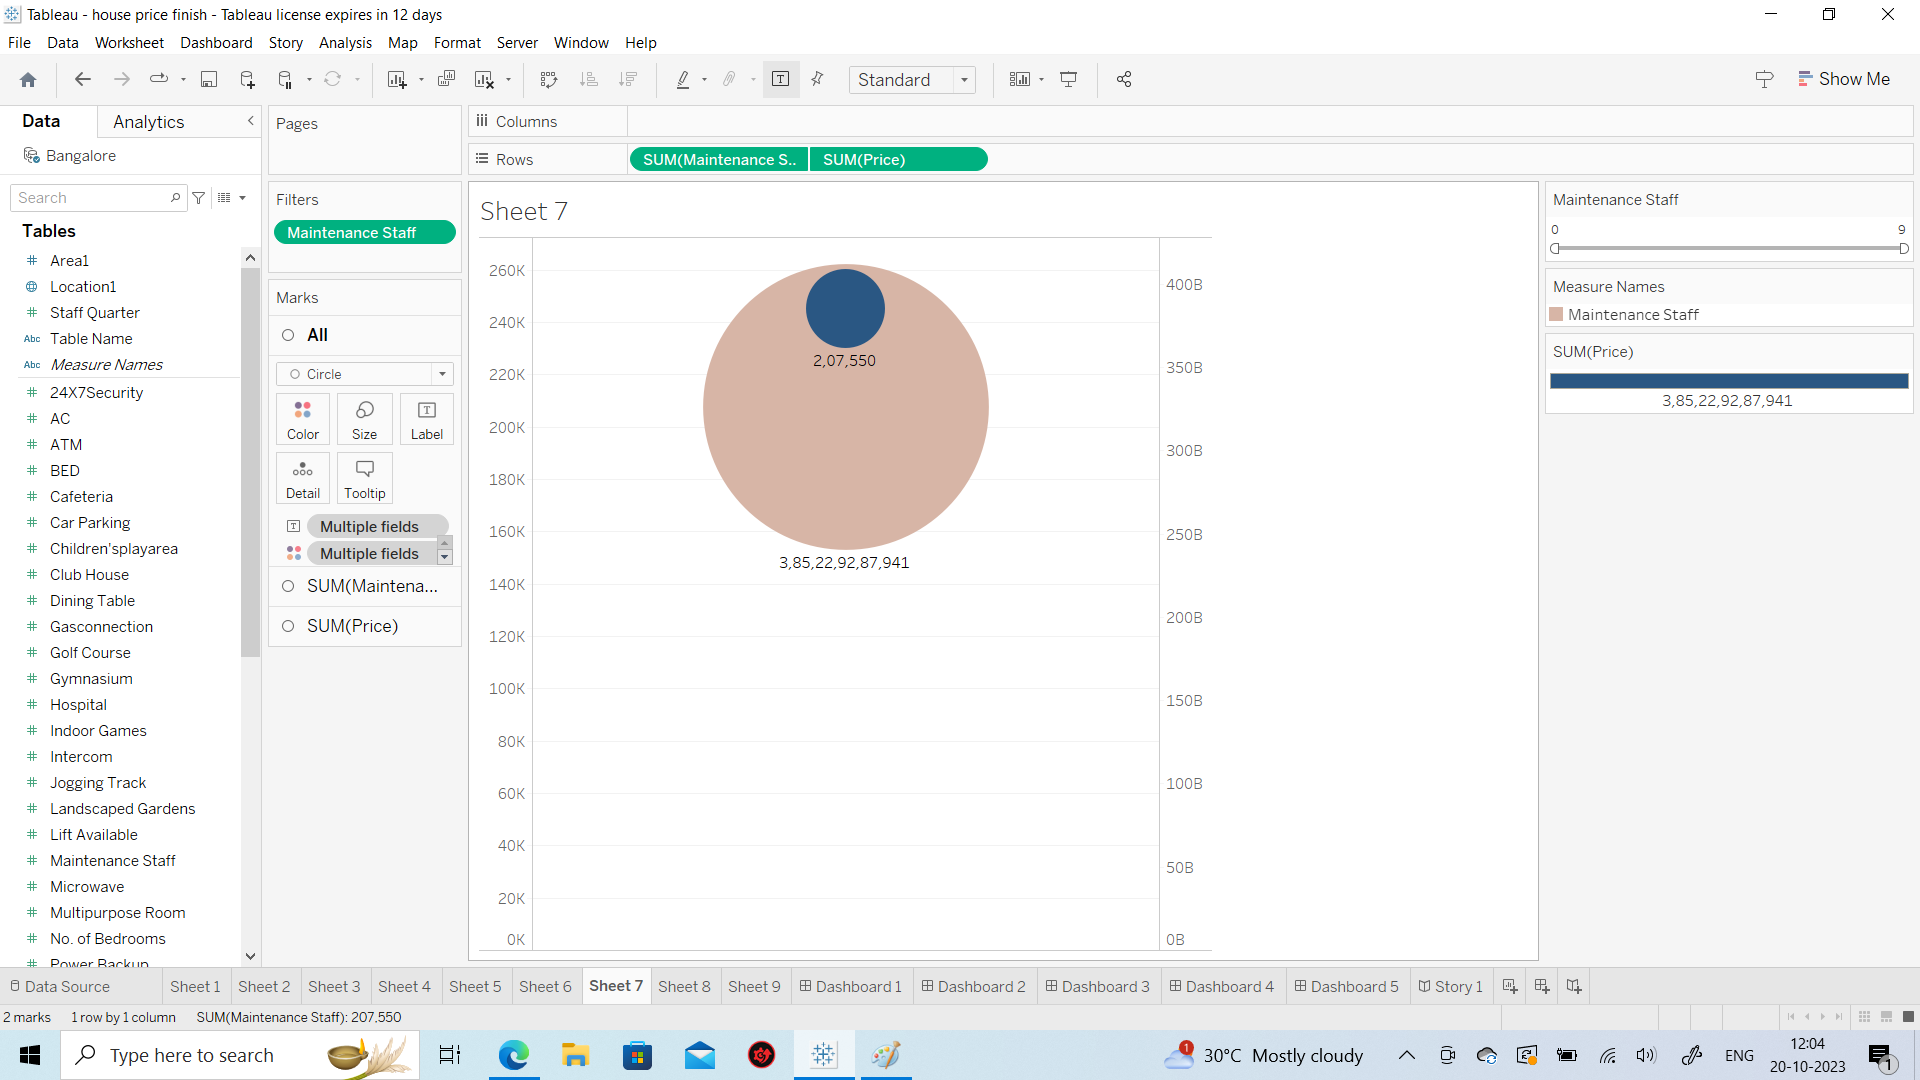 Tableau - house price finish - Tableau license expires in 12 days
File Data Worksheet Dashboard Story Analysis Map Format Server Window Help
Standard
Show Me
Data Analytics
Bangalore
Search
Tables
Area1
Location1
Staff Quarter
Abc Table Name
Abc Measure Names
24X7Security
AC
ATM
BED
Cafeteria
Car Parking
Children'splayarea
Club House
Dining Table
Gasconnection
Golf Course
Gymnasium
Hospital
Indoor Games
Intercom
Jogging Track
Landscaped Gardens
Lift Available
Maintenance Staff
Microwave
Multipurpose Room
No. of Bedrooms
Power Backup
Pages
Filters
Maintenance Staff
Marks
All
Circle
Color Size Label
Detail Tooltip
Multiple fields
Multiple fields
SUM(Maintena...
SUM(Price)
Columns
Rows
SUM(Maintenance S.. SUM(Price)
Sheet 7
260K
240K
220K
200K
180K
160K
140K
120K
100K
80K
60K
40K
20K
0K
2,07,550
3,85,22,92,87,941
400B
350B
300B
250B
200B
150B
100B
50B
0B
Maintenance Staff
0 9
Measure Names
Maintenance Staff
SUM(Price)
3,85,22,92,87,941
Data Source Sheet 1 Sheet 2 Sheet 3 Sheet 4 Sheet 5 Sheet 6 Sheet 7 Sheet 8 Sheet 9 Dashboard 1 Dashboard 2 Dashboard 3 Dashboard 4 Dashboard 5 Story 1
2 marks 1 row by 1 column SUM(Maintenance Staff): 207,550
Type here to search
1
30°C Mostly cloudy
ENG
12:04
20-10-2023
1